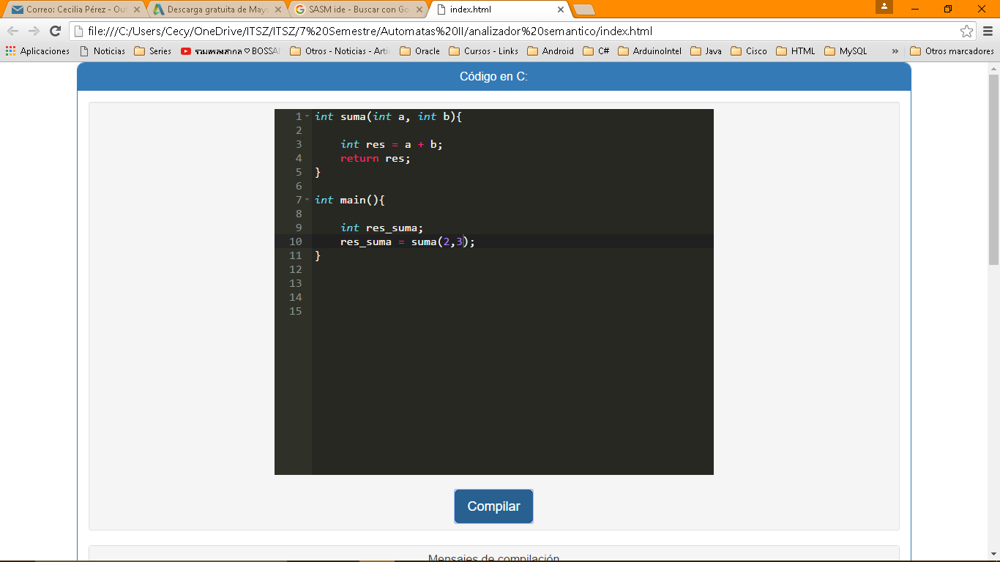 Correo: Cecilia Pérez - Out
Descarga gratuita de May
SASM ide - Buscar con Go
index.html
file:///C:/Users/Cecy/OneDrive/ITSZ/ITSZ/7%20Semestre/Automatas%20II/analizador%20semantico/index.html
Aplicaciones Noticias Series รวมเพลงสากล ♡ BOSSA Otros - Noticias - Arti Oracle Cursos - Links Android C# ArduinoIntel Java Cisco HTML MySQL » Otros marcadores
Código en C:
1 int suma(int a, int b){
2
3 int res = a + b;
4 return res;
5 }
6
7 int main(){
8
9 int res_suma;
10 res_suma = suma(2,3);
11 }
12
13
14
15
Compilar
Mensajes de compilación